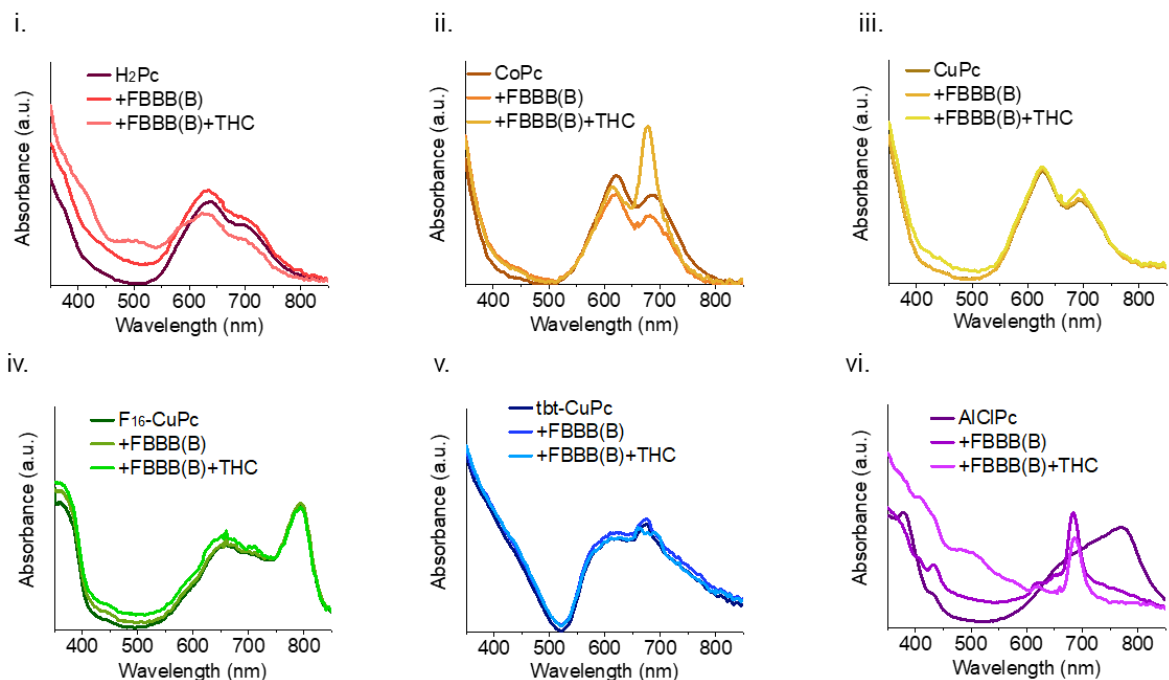 i.
H₂Pc
+FBBB(B)
+FBBB(B)+THC
Absorbance (a.u.)
400 500 600 700 800
Wavelength (nm)
ii.
CoPc
+FBBB(B)
+FBBB(B)+THC
Absorbance (a.u.)
400 500 600 700 800
Wavelength (nm)
iii.
CuPc
+FBBB(B)
+FBBB(B)+THC
Absorbance (a.u.)
400 500 600 700 800
Wavelength (nm)
iv.
F₁₆-CuPc
+FBBB(B)
+FBBB(B)+THC
Absorbance (a.u.)
400 500 600 700 800
Wavelength (nm)
v.
tbt-CuPc
+FBBB(B)
+FBBB(B)+THC
Absorbance (a.u.)
400 500 600 700 800
Wavelength (nm)
vi.
AlClPc
+FBBB(B)
+FBBB(B)+THC
Absorbance (a.u.)
400 500 600 700 800
Wavelength (nm)